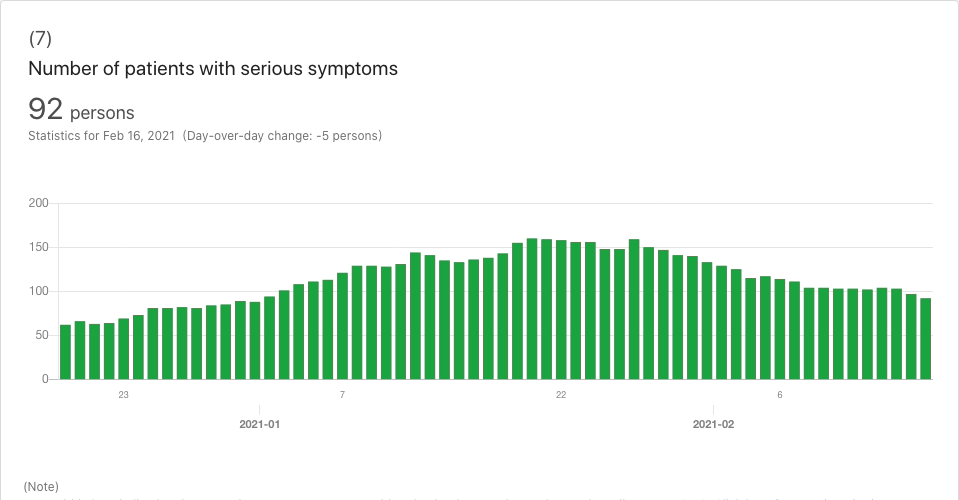 (7)
Number of patients with serious symptoms
92 persons
Statistics for Feb 16, 2021 (Day-over-day change: -5 persons)
200
150
100
50
0
23 7 22 6
2021-01 2021-02
(Note)